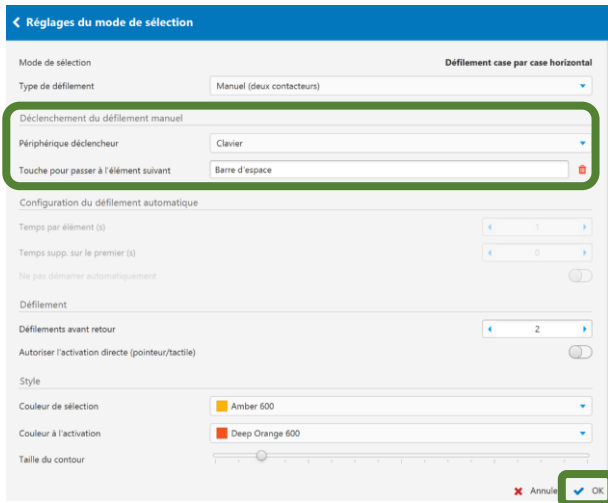 Réglages du mode de sélection
Mode de sélection Défilement case par case horizontal
Type de défilement Manuel (deux contacteurs)
Déclenchement du défilement manuel
Périphérique déclencheur Clavier
Touche pour passer à l'élément suivant Barre d'espace
Configuration du défilement automatique
Temps par élément (s) 1
Temps supp. sur le premier (s) 0
Ne pas démarrer automatiquement
Défilement
Défilements avant retour 2
Autoriser l'activation directe (pointeur/tactile)
Style
Couleur de sélection Amber 600
Couleur à l'activation Deep Orange 600
Taille du contour
Annule OK